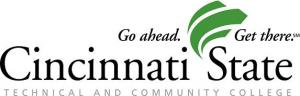 Go ahead. Get there.℠
Cincinnati State
TECHNICAL AND COMMUNITY COLLEGE